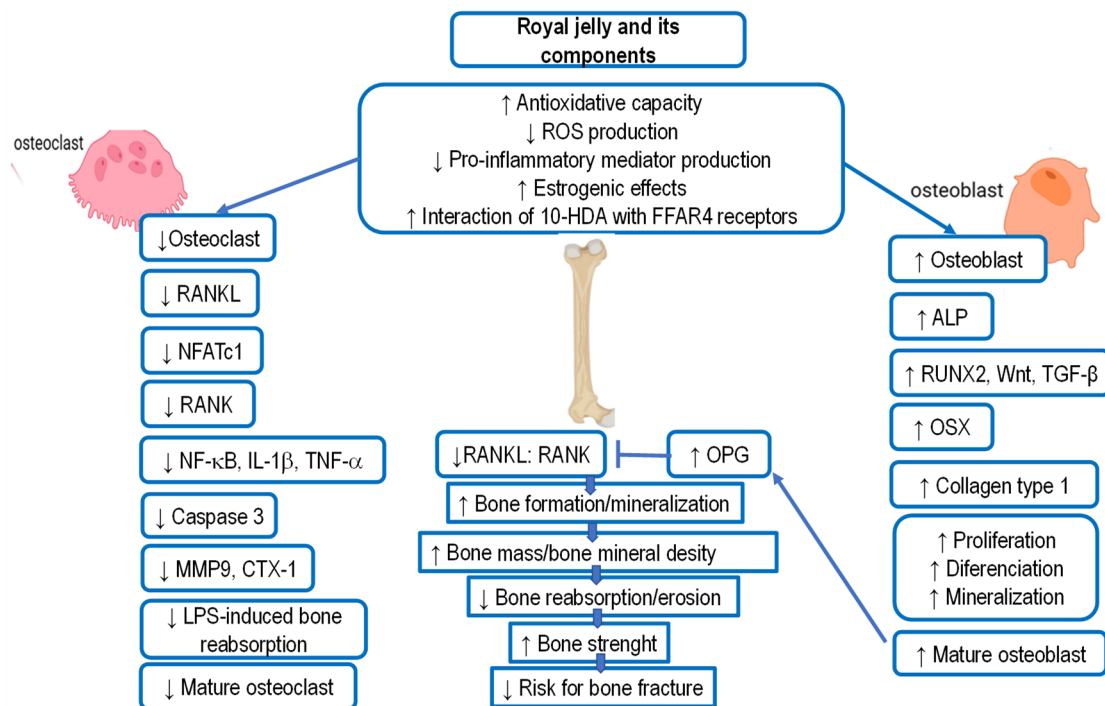 Royal jelly and its
components
↑ Antioxidative capacity
↓ ROS production
↓ Pro-inflammatory mediator production
↑ Estrogenic effects
↑ Interaction of 10-HDA with FFAR4 receptors
osteoclast
↓Osteoclast
↓ RANKL
↓ NFATc1
↓ RANK
↓ NF-κB, IL-1β, TNF-α
↓ Caspase 3
↓ MMP9, CTX-1
↓ LPS-induced bone
reabsorption
↓ Mature osteoclast
↓RANKL: RANK
↑ OPG
↑ Bone formation/mineralization
↑ Bone mass/bone mineral desity
↓ Bone reabsorption/erosion
↑ Bone strenght
↓ Risk for bone fracture
osteoblast
↑ Osteoblast
↑ ALP
↑ RUNX2, Wnt, TGF-β
↑ OSX
↑ Collagen type 1
↑ Proliferation
↑ Diferenciation
↑ Mineralization
↑ Mature osteoblast